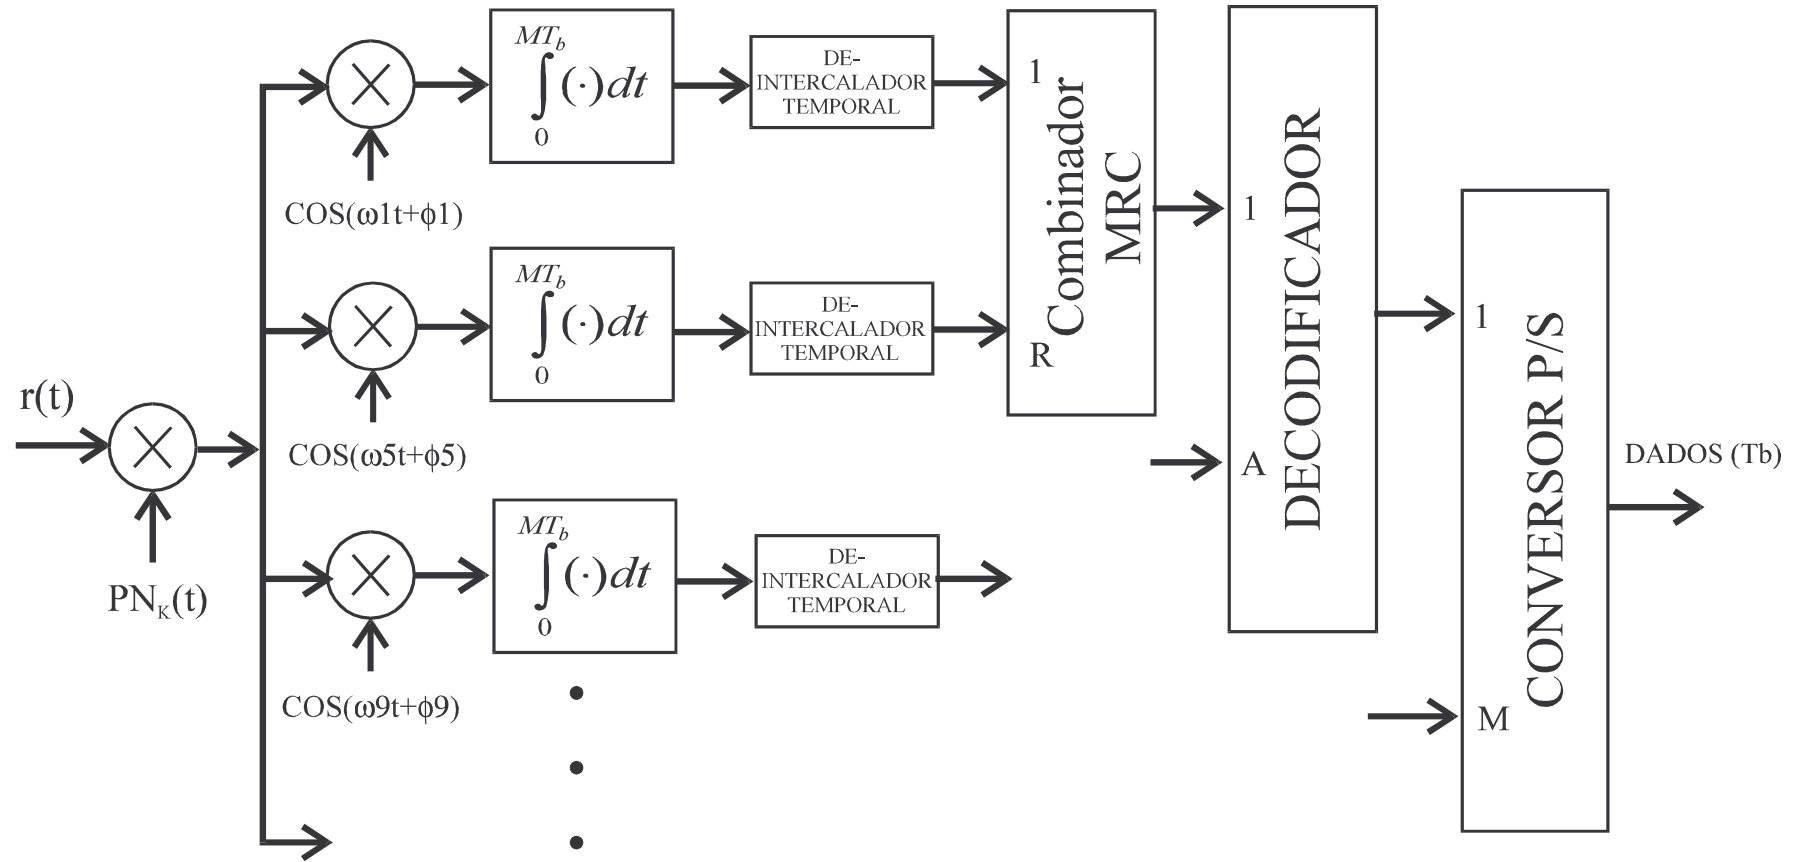 MT_b
∫(·)dt
0
DE-
INTERCALADOR
TEMPORAL
COS(ω1t+ϕ1)
MT_b
∫(·)dt
0
DE-
INTERCALADOR
TEMPORAL
COS(ω5t+ϕ5)
MT_b
∫(·)dt
0
DE-
INTERCALADOR
TEMPORAL
COS(ω9t+ϕ9)
r(t)
PN_K(t)
1
R
Combinador
MRC
1
A
DECODIFICADOR
1
M
CONVERSOR P/S
DADOS (Tb)